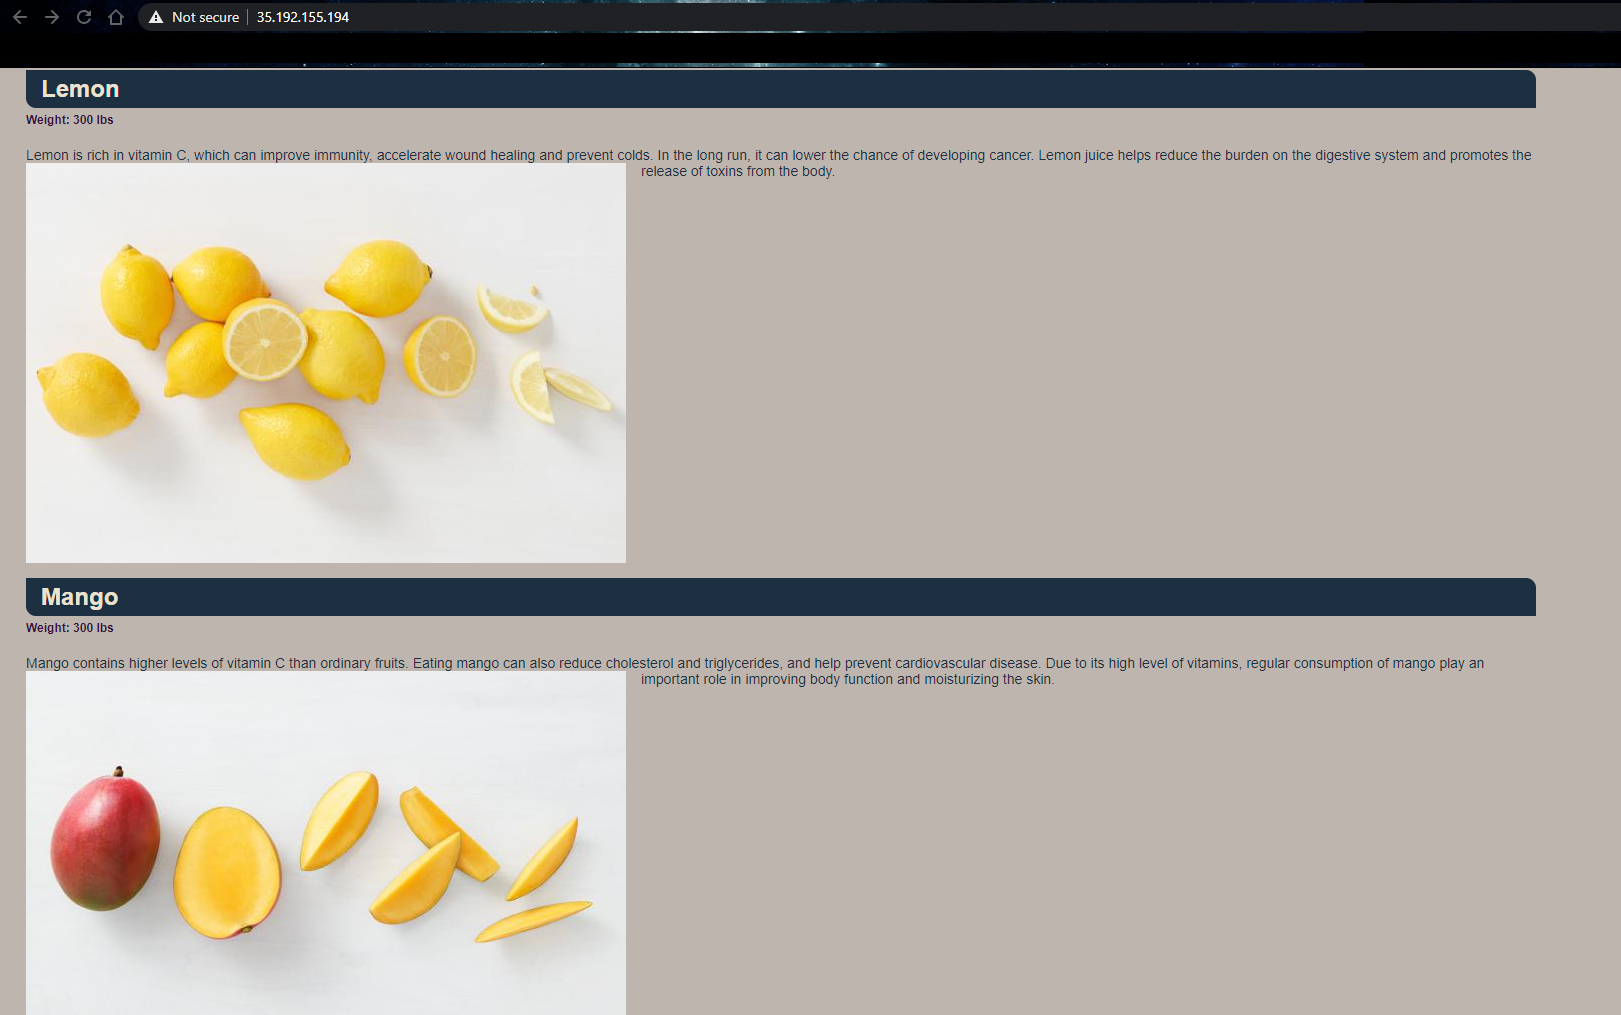 Not secure | 35.192.155.194
Lemon
Weight: 300 lbs
Lemon is rich in vitamin C, which can improve immunity, accelerate wound healing and prevent colds. In the long run, it can lower the chance of developing cancer. Lemon juice helps reduce the burden on the digestive system and promotes the
release of toxins from the body.
Mango
Weight: 300 lbs
Mango contains higher levels of vitamin C than ordinary fruits. Eating mango can also reduce cholesterol and triglycerides, and help prevent cardiovascular disease. Due to its high level of vitamins, regular consumption of mango play an
important role in improving body function and moisturizing the skin.